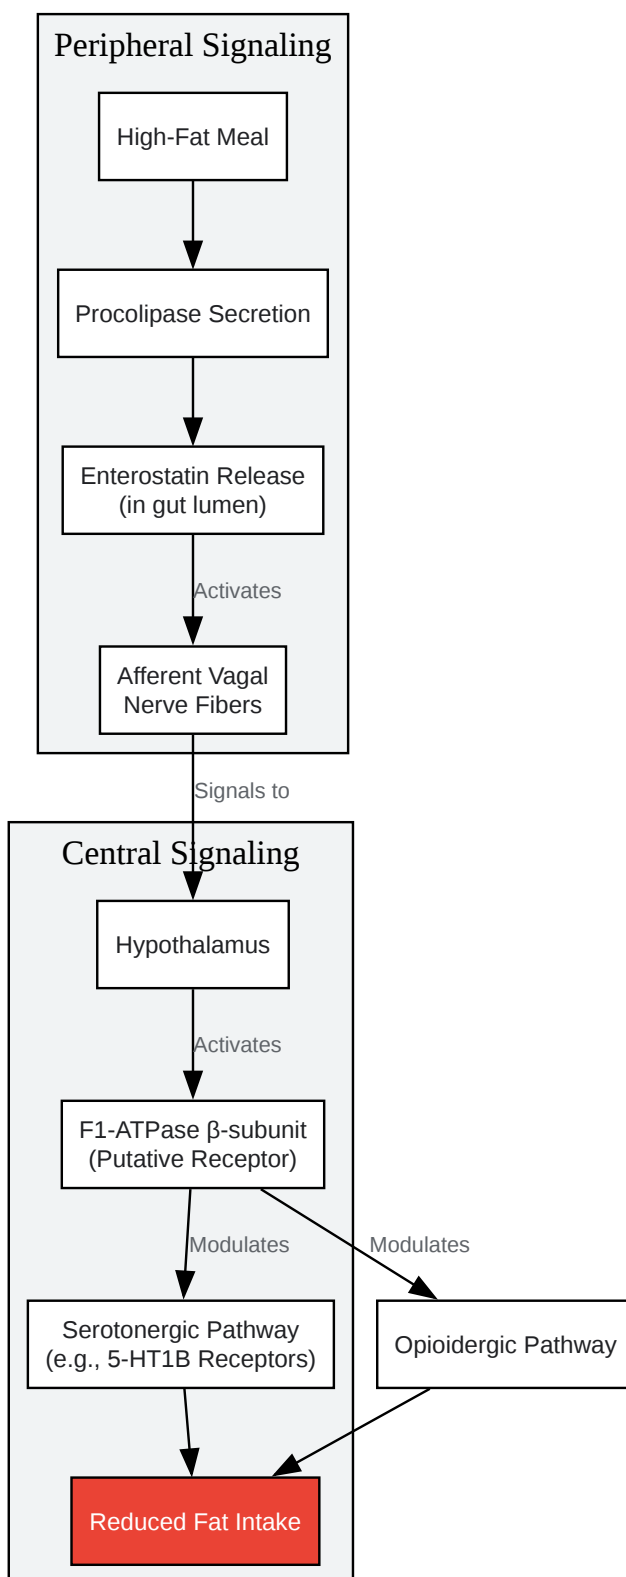 Peripheral Signaling
High-Fat Meal
Procolipase Secretion
Enterostatin Release
(in gut lumen)
Activates
Afferent Vagal
Nerve Fibers
Signals to
Central Signaling
Hypothalamus
Activates
F1-ATPase β-subunit
(Putative Receptor)
Modulates
Modulates
Serotonergic Pathway
(e.g., 5-HT1B Receptors)
Opioidergic Pathway
Reduced Fat Intake